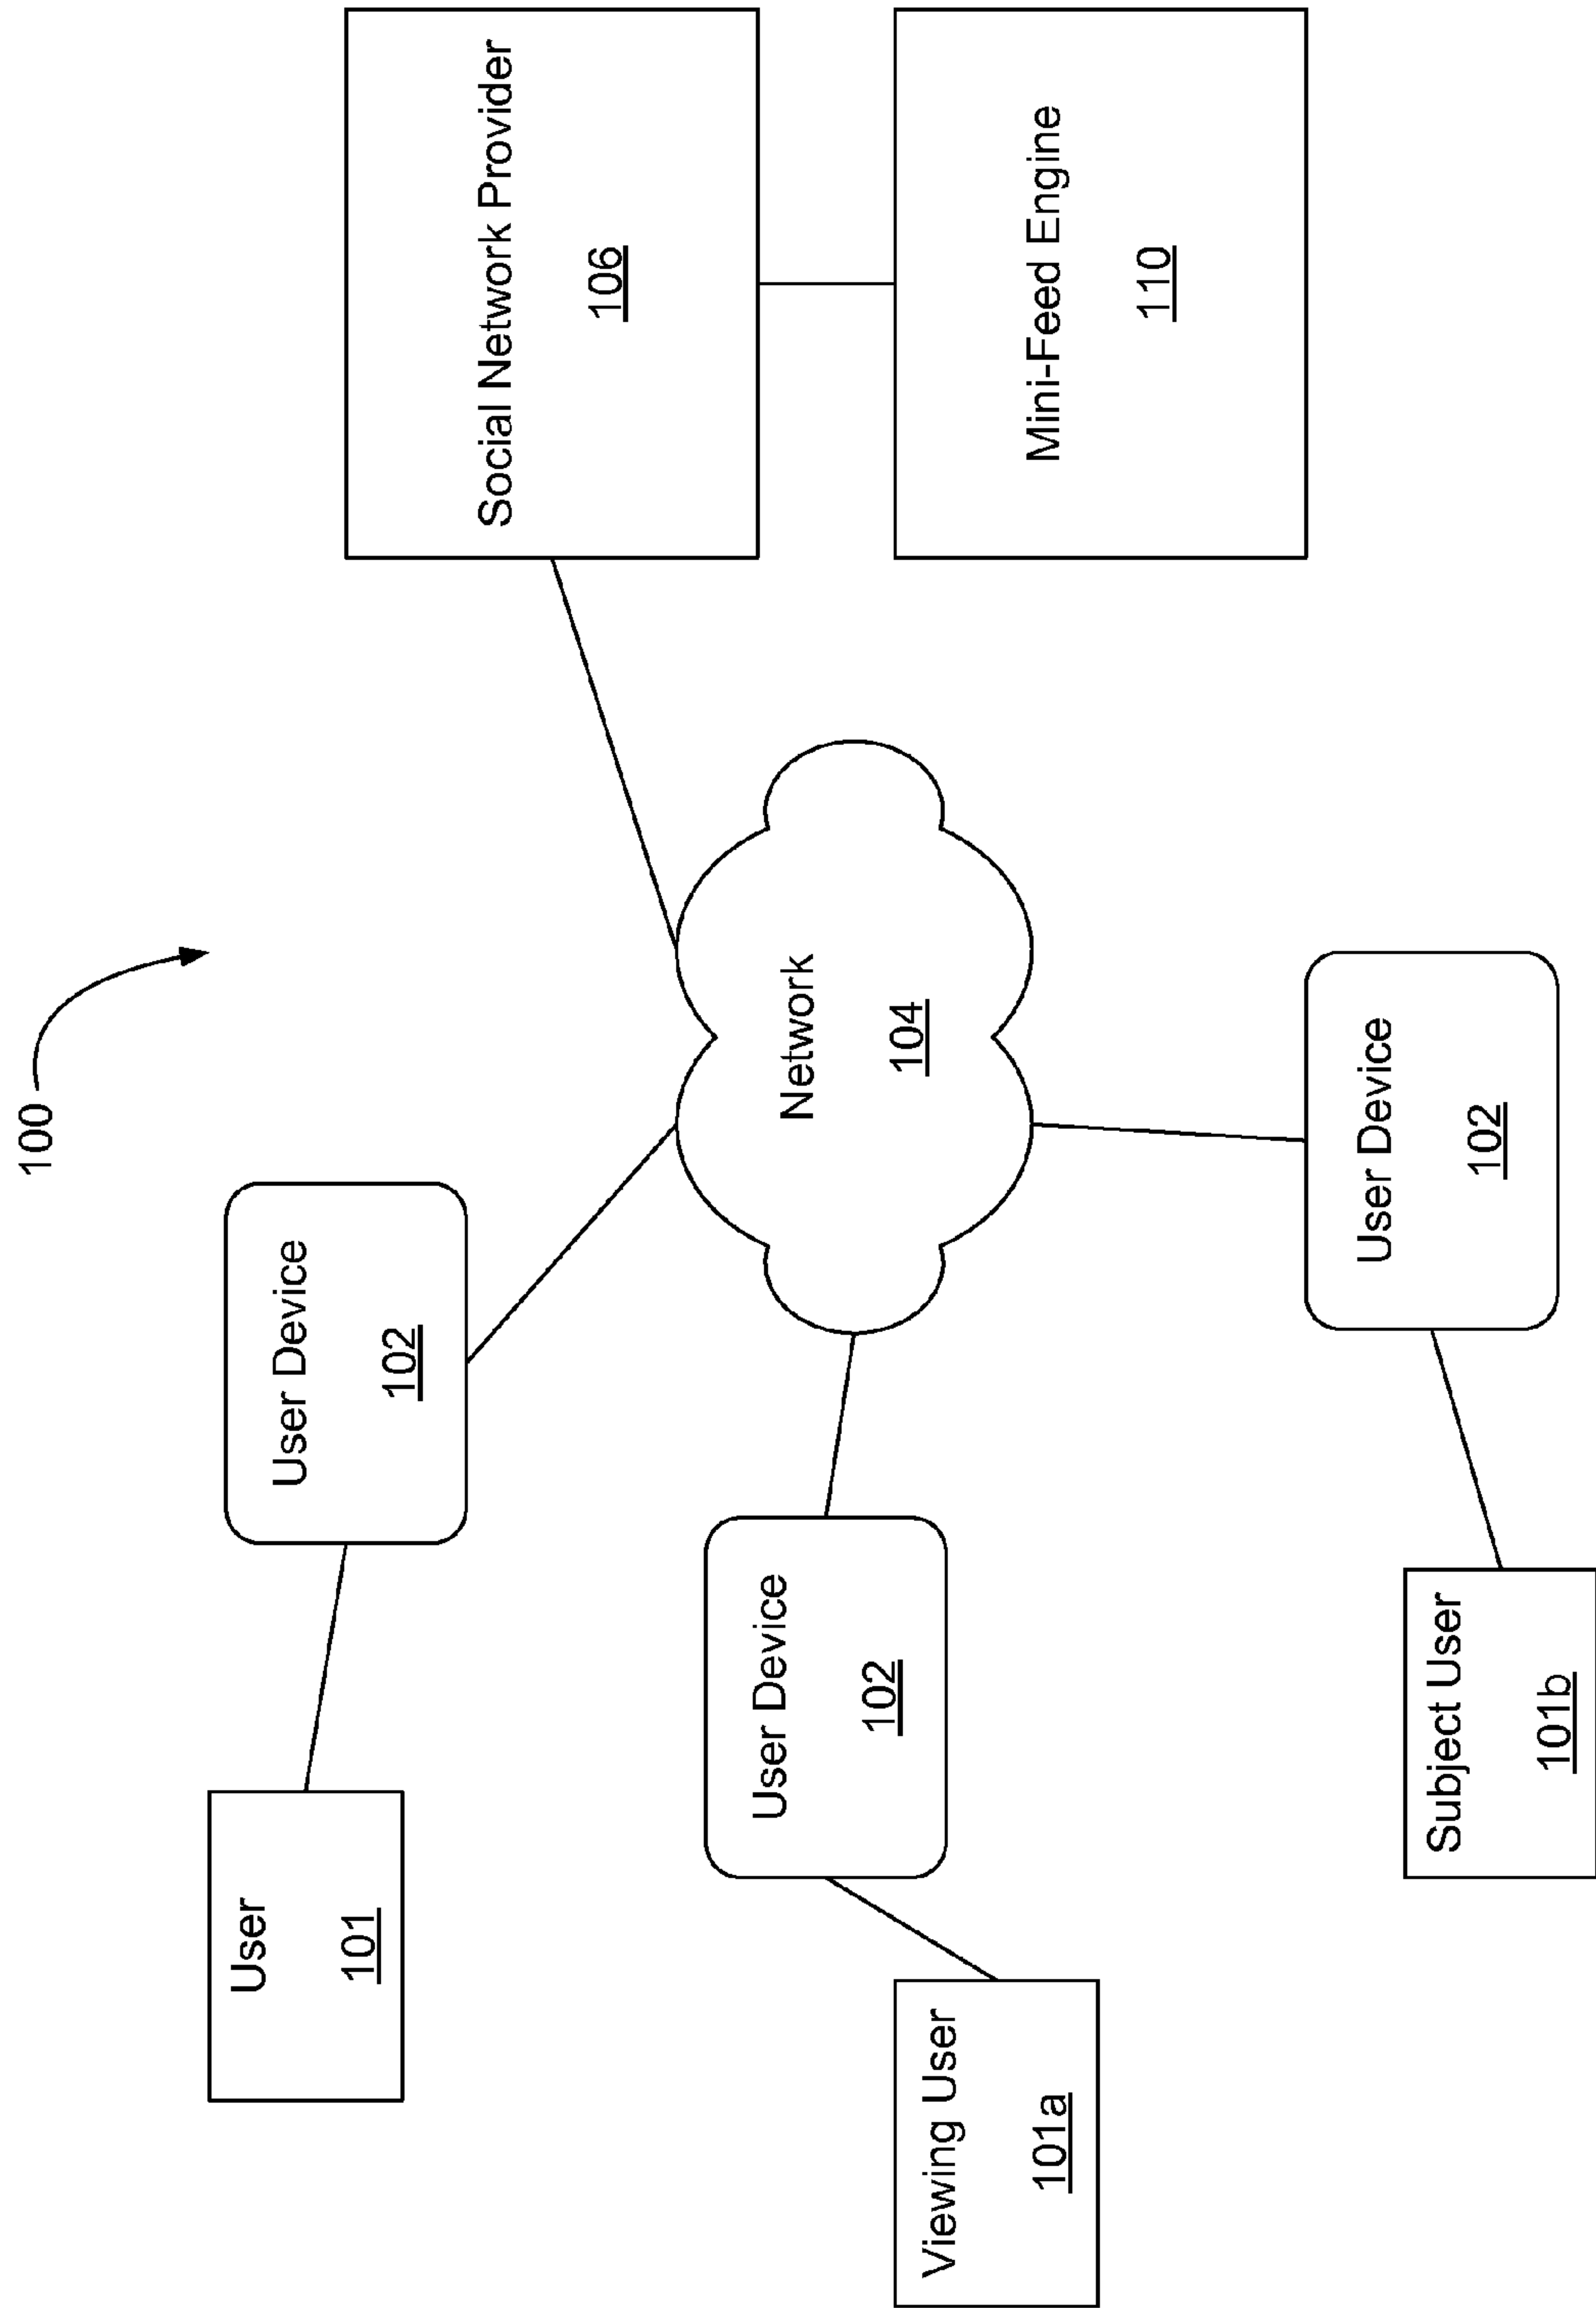 100
User
101
User Device
102
Viewing User
101a
User Device
102
Subject User
101b
User Device
102
Network
104
Social Network Provider
106
Mini-Feed Engine
110